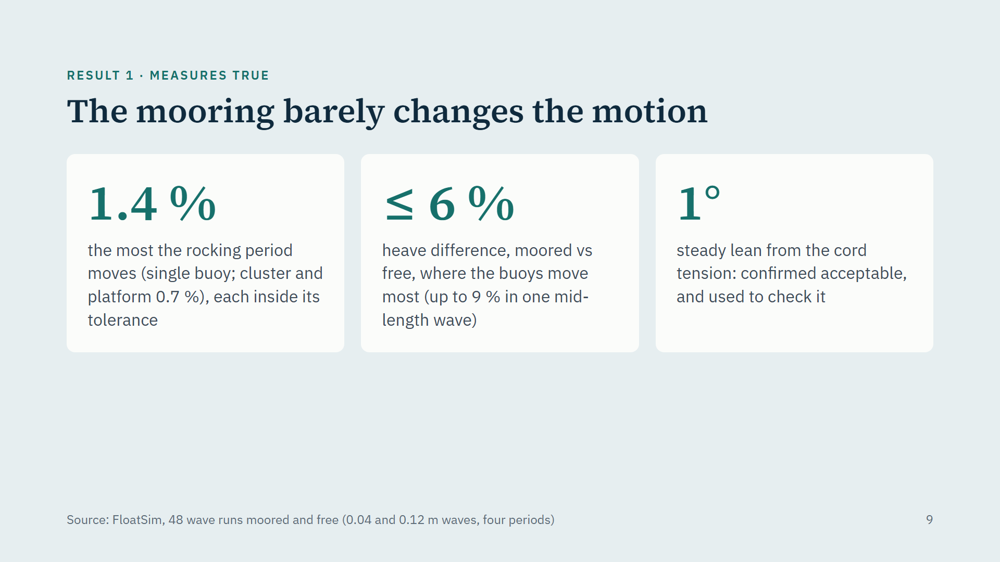 RESULT 1 · MEASURES TRUE
The mooring barely changes the motion
1.4 %
the most the rocking period
moves (single buoy; cluster and
platform 0.7 %), each inside its
tolerance
≤ 6 %
heave difference, moored vs
free, where the buoys move
most (up to 9 % in one mid-
length wave)
1°
steady lean from the cord
tension: confirmed acceptable,
and used to check it
Source: FloatSim, 48 wave runs moored and free (0.04 and 0.12 m waves, four periods)
9